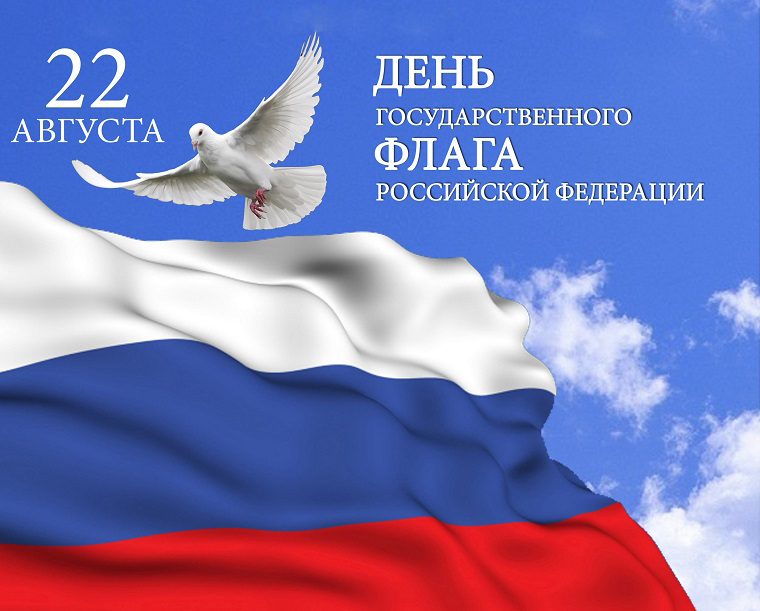 22
АВГУСТА
ДЕНЬ
ГОСУДАРСТВЕННОГО
ФЛАГА
РОССИЙСКОЙ ФЕДЕРАЦИИ